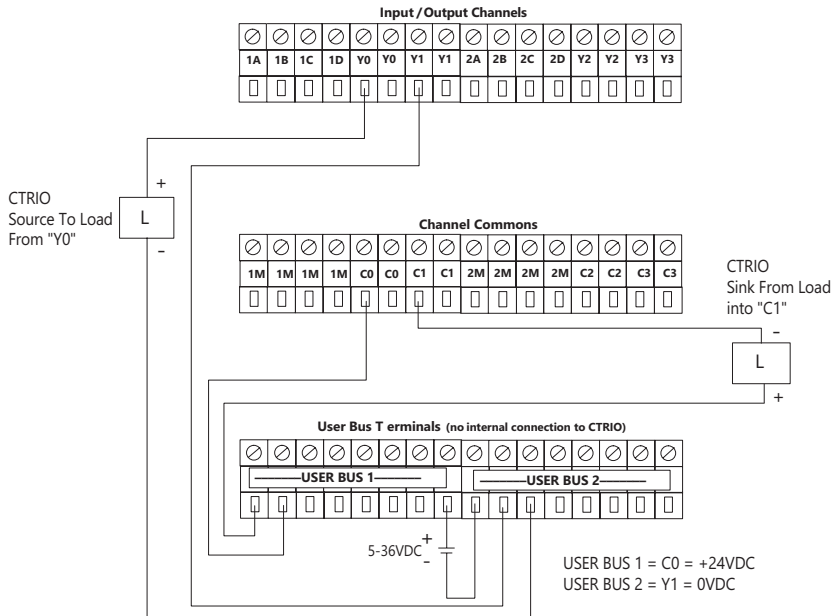 Input / Output Channels
1A 1B 1C 1D Y0 Y0 Y1 Y1 2A 2B 2C 2D Y2 Y2 Y3 Y3
+
CTRIO
Source To Load
From "Y0"
L
–
Channel Commons
1M 1M 1M 1M C0 C0 C1 C1 2M 2M 2M 2M C2 C2 C3 C3
CTRIO
Sink From Load
into "C1"
–
L
+
User Bus T erminals (no internal connection to CTRIO)
USER BUS 1
USER BUS 2
5-36VDC
+
–
USER BUS 1 = C0 = +24VDC
USER BUS 2 = Y1 = 0VDC